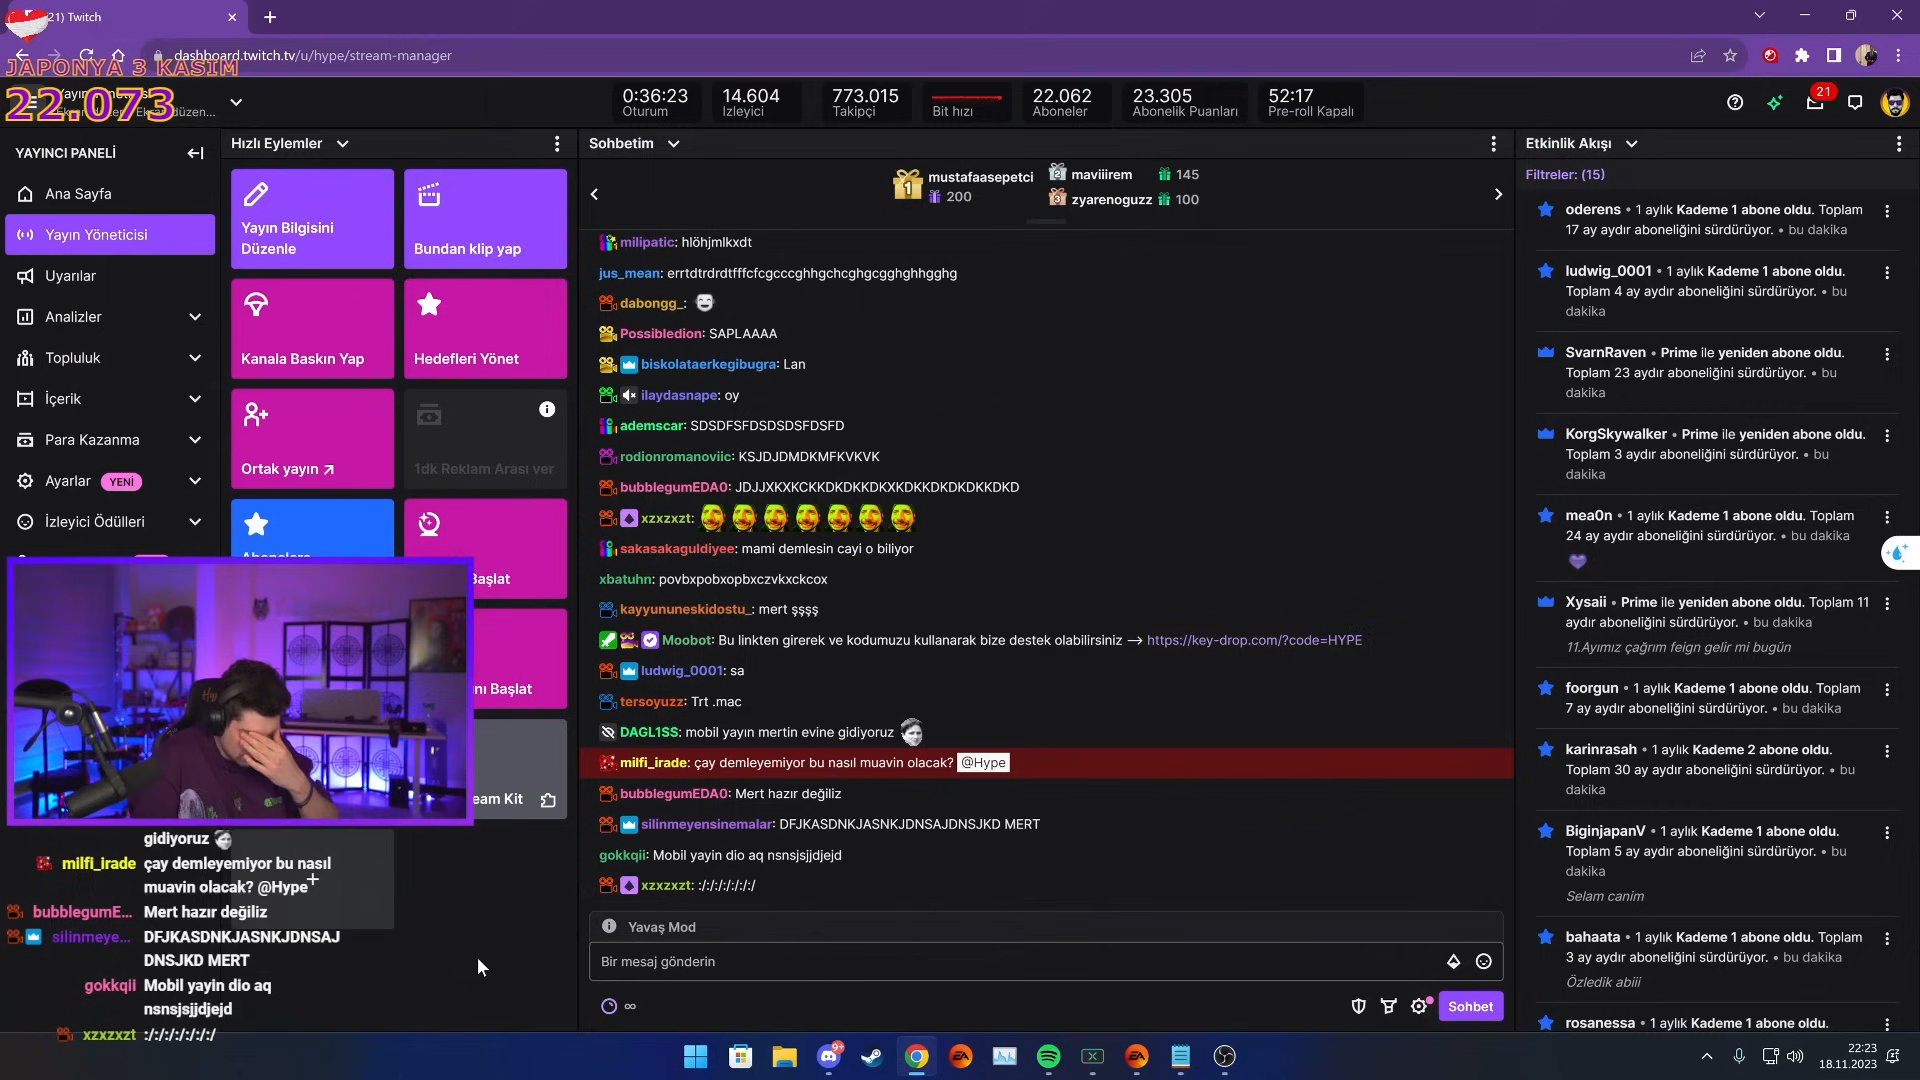 21) Twitch
dashboard.twitch.tv/u/hype/stream-manager
JAPONYA 3 KASIM
22.073
0:36:23
Oturum
14.604
İzleyici
773.015
Takipçi
Bit hızı
22.062
Aboneler
23.305
Abonelik Puanları
52:17
Pre-roll Kapalı
21
YAYINCI PANELİ
Ana Sayfa
Yayın Yöneticisi
Uyarılar
Analizler
Topluluk
İçerik
Para Kazanma
Ayarlar YENİ
İzleyici Ödülleri
Hızlı Eylemler
Yayın Bilgisini
Düzenle
Bundan klip yap
Kanala Baskın Yap
Hedefleri Yönet
Ortak yayın
1dk Reklam Arası ver
Başlat
nı Başlat
eam Kit
gidiyoruz
milfi_irade çay demleyemiyor bu nasıl
muavin olacak? @Hype
bubblegumE... Mert hazır değiliz
silinmeye... DFJKASDNKJASNKJDNSAJ
DNSJKD MERT
gokkqii Mobil yayin dio aq
nsnsjsjjdjejd
xzxzxzt :/:/:/:/:/:/:/
Sohbetim
1 mustafaasepetci
200
2 maviiirem 145
3 zyarenoguzz 100
milipatic: hlöhjmlkxdt
jus_mean: errtdtrdrdtfffcfcgcccghhgchcghgcgghghhgghg
dabongg_:
Possibledion: SAPLAAAA
biskolataerkegibugra: Lan
ilaydasnape: oy
ademscar: SDSDFSFDSDSDSFDSFD
rodionromanoviic: KSJDJDMDKMFKVKVK
bubblegumEDA0: JDJJXKXKCKKDKDKKDKXKDKKDKDKDKKDKD
xzxzxzt:
sakasakaguldiyee: mami demlesin cayi o biliyor
xbatuhn: povbxpobxopbxczvkxckcox
kayyununeskidostu_: mert şşşş
Moobot: Bu linkten girerek ve kodumuzu kullanarak bize destek olabilirsiniz —> https://key-drop.com/?code=HYPE
ludwig_0001: sa
tersoyuzz: Trt .mac
DAGL1SS: mobil yayın mertin evine gidiyoruz
milfi_irade: çay demleyemiyor bu nasıl muavin olacak? @Hype
bubblegumEDA0: Mert hazır değiliz
silinmeyensinemalar: DFJKASDNKJASNKJDNSAJDNSJKD MERT
gokkqii: Mobil yayin dio aq nsnsjsjjdjejd
xzxzxzt: :/:/:/:/:/:/:/
Yavaş Mod
Bir mesaj gönderin
∞
Sohbet
Etkinlik Akışı
Filtreler: (15)
oderens • 1 aylık Kademe 1 abone oldu. Toplam
17 ay aydır aboneliğini sürdürüyor. • bu dakika
ludwig_0001 • 1 aylık Kademe 1 abone oldu.
Toplam 4 ay aydır aboneliğini sürdürüyor. • bu
dakika
SvarnRaven • Prime ile yeniden abone oldu.
Toplam 23 aydır aboneliğini sürdürüyor. • bu
dakika
KorgSkywalker • Prime ile yeniden abone oldu.
Toplam 3 aydır aboneliğini sürdürüyor. • bu
dakika
mea0n • 1 aylık Kademe 1 abone oldu. Toplam
24 ay aydır aboneliğini sürdürüyor. • bu dakika
Xysaii • Prime ile yeniden abone oldu. Toplam 11
aydır aboneliğini sürdürüyor. • bu dakika
11.Ayımız çağrım feign gelir mi bugün
foorgun • 1 aylık Kademe 1 abone oldu. Toplam
7 ay aydır aboneliğini sürdürüyor. • bu dakika
karinrasah • 1 aylık Kademe 2 abone oldu.
Toplam 30 ay aydır aboneliğini sürdürüyor. • bu
dakika
BiginjapanV • 1 aylık Kademe 1 abone oldu.
Toplam 5 ay aydır aboneliğini sürdürüyor. • bu
dakika
Selam canim
bahaata • 1 aylık Kademe 1 abone oldu. Toplam
3 ay aydır aboneliğini sürdürüyor. • bu dakika
Özledik abiii
rosanessa • 1 aylık Kademe 1 abone oldu.
9+
22:23
18.11.2023